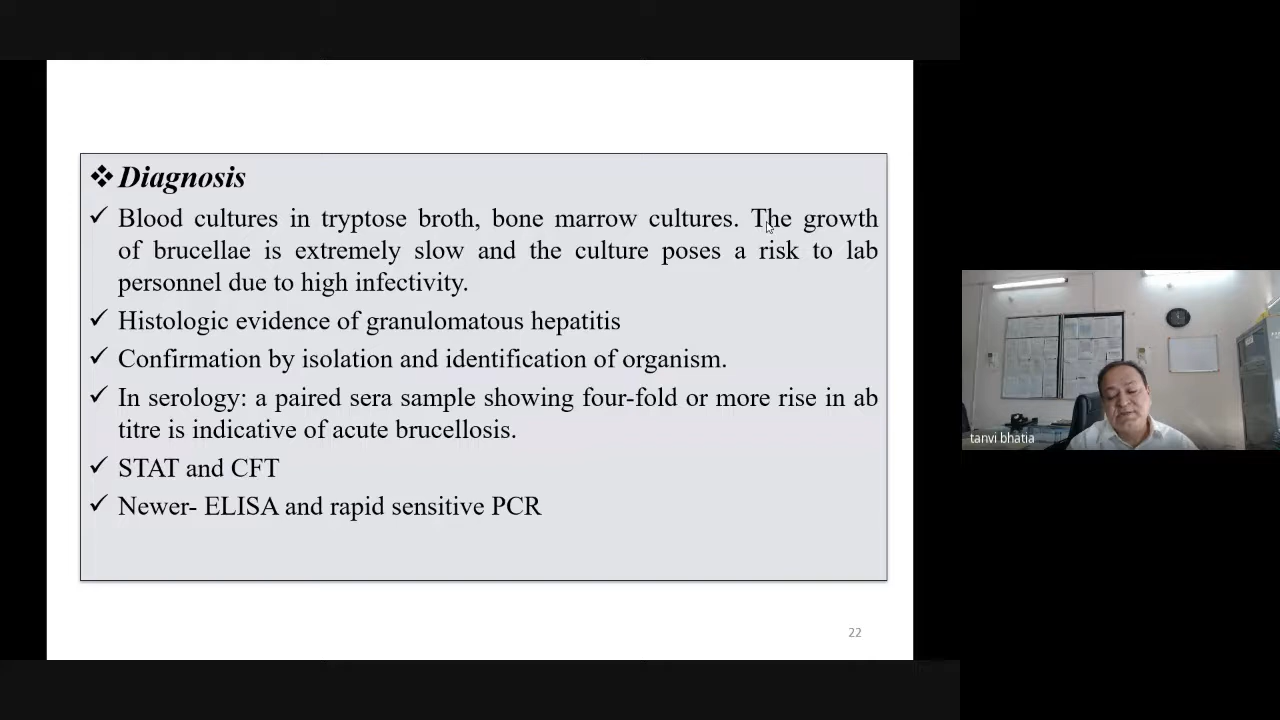 ❖ Diagnosis
✓ Blood cultures in tryptose broth, bone marrow cultures. The growth
of brucellae is extremely slow and the culture poses a risk to lab
personnel due to high infectivity.
✓ Histologic evidence of granulomatous hepatitis
✓ Confirmation by isolation and identification of organism.
✓ In serology: a paired sera sample showing four-fold or more rise in ab
titre is indicative of acute brucellosis.
✓ STAT and CFT
✓ Newer- ELISA and rapid sensitive PCR
22
tanvi bhatia